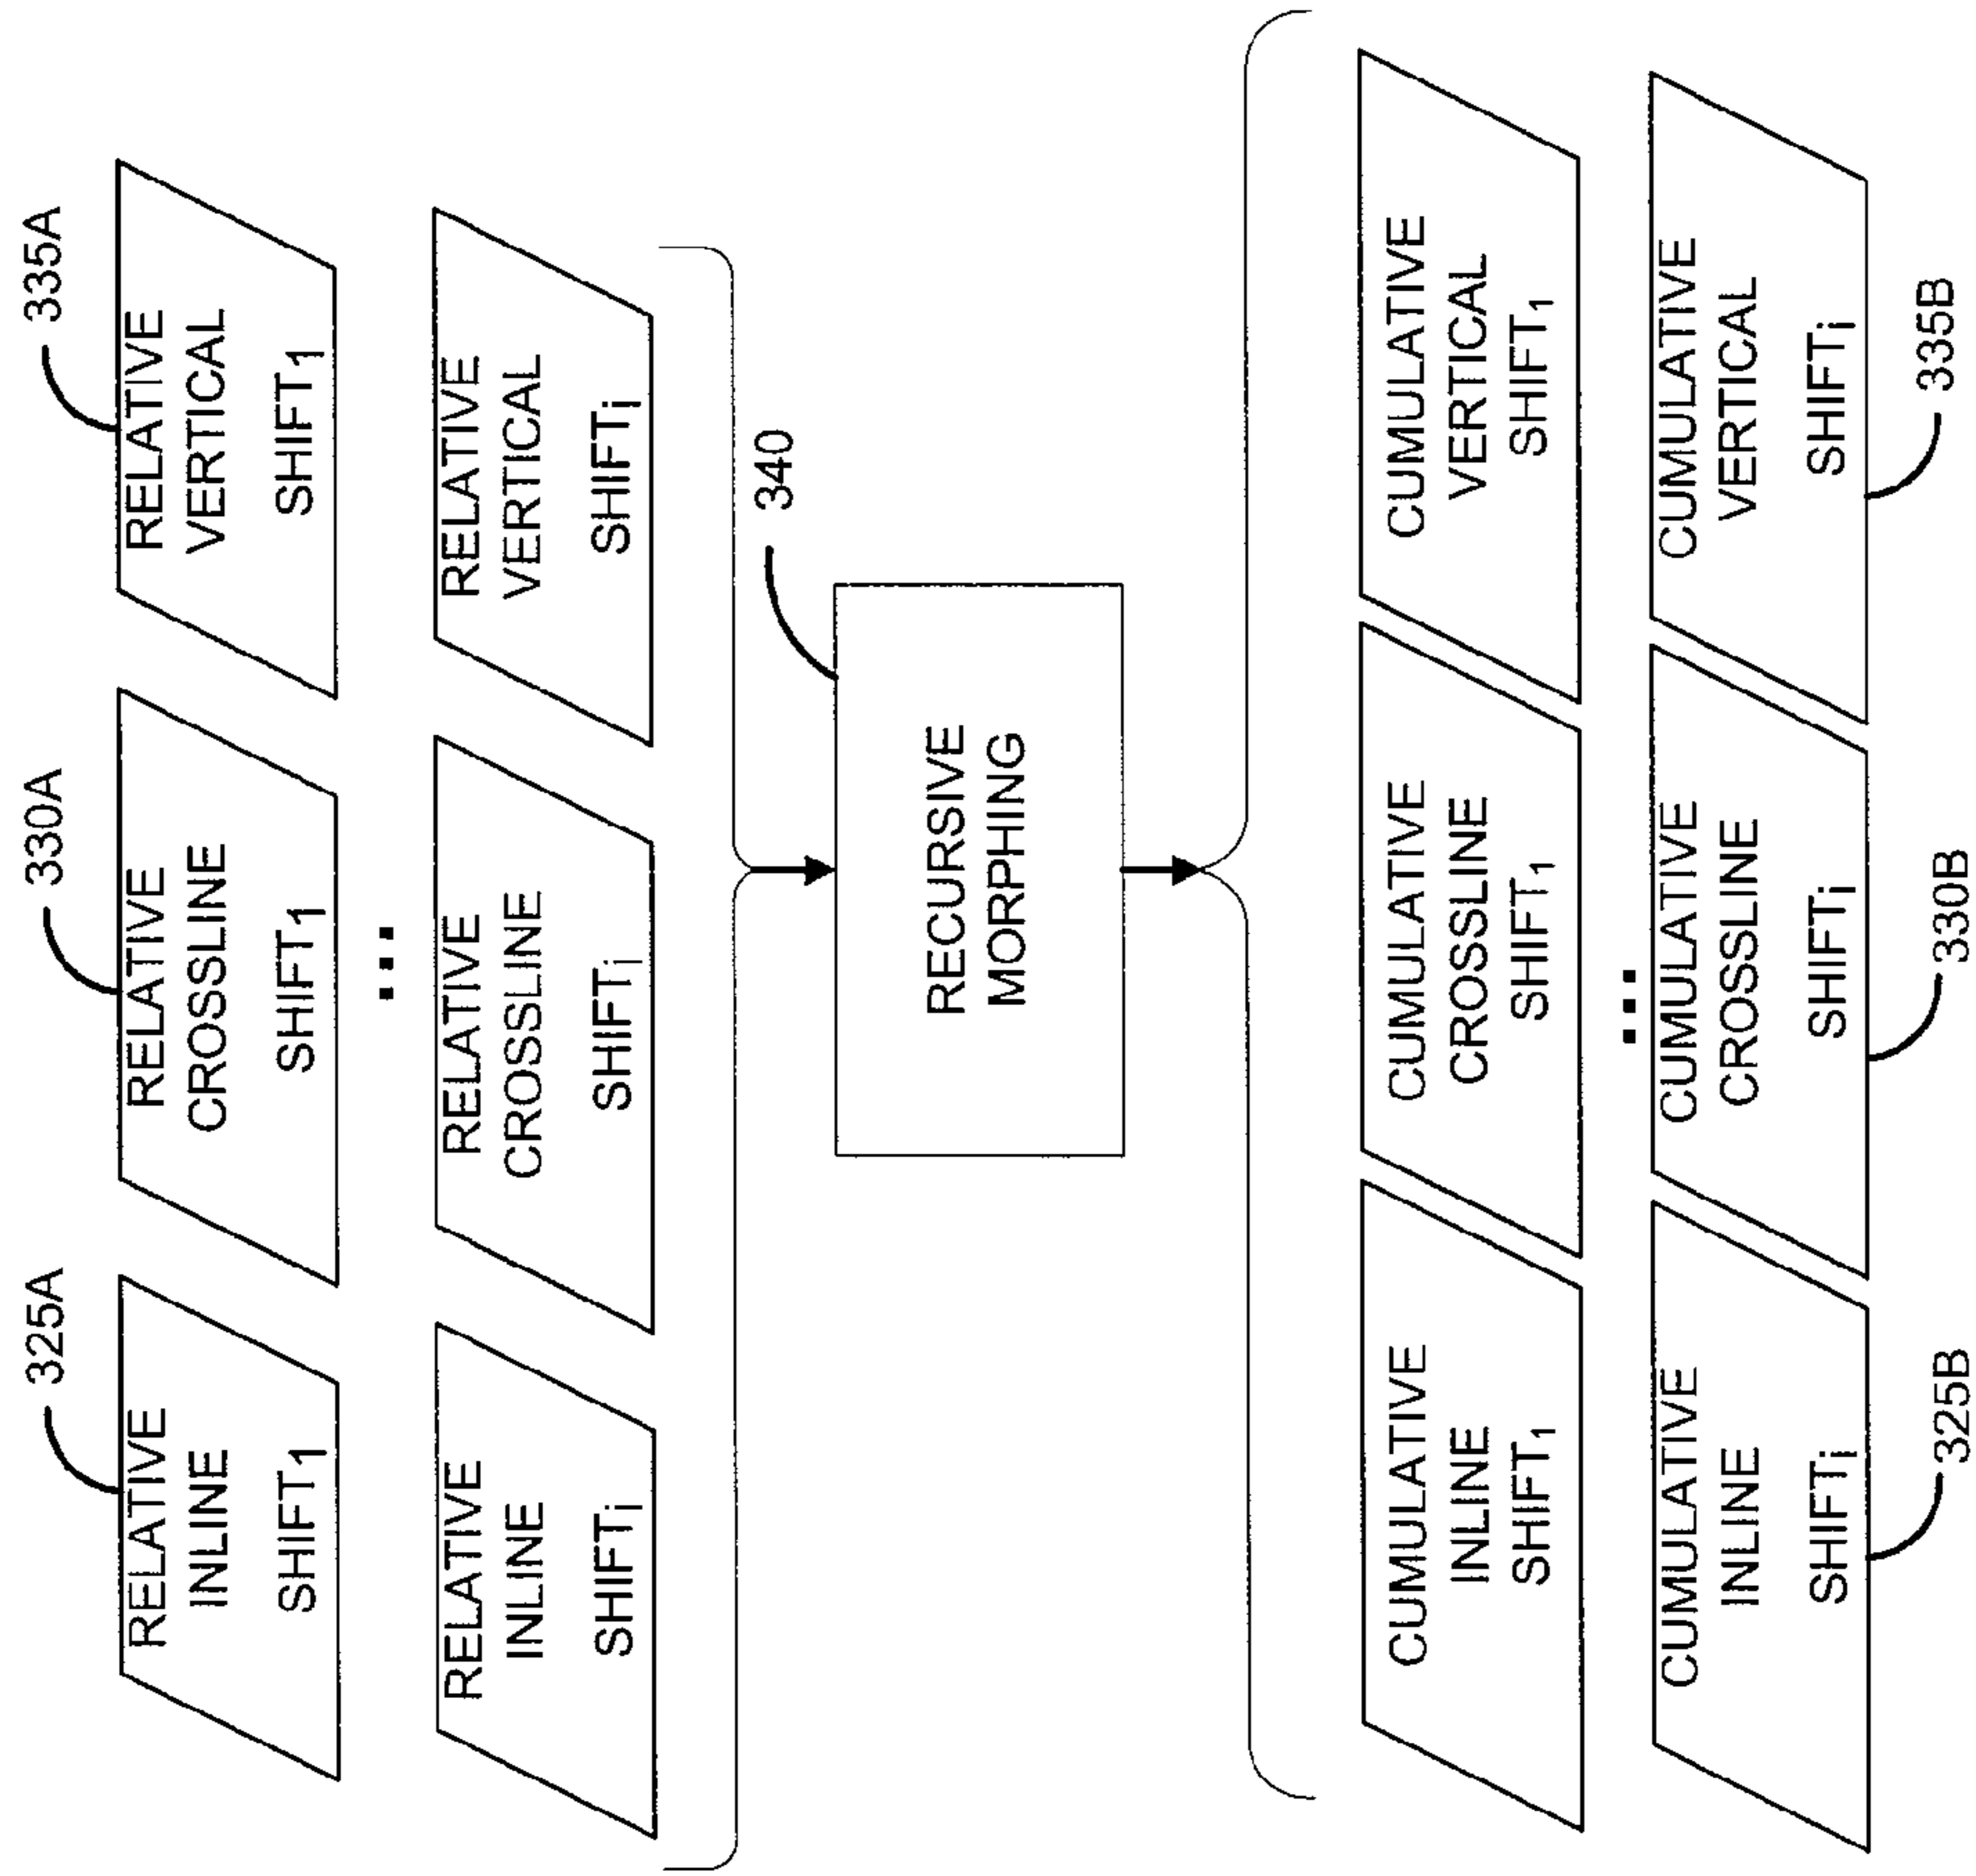 325A
330A
335A
RELATIVE
INLINE
SHIFT1
RELATIVE
CROSSLINE
SHIFT1
RELATIVE
VERTICAL
SHIFT1
...
RELATIVE
INLINE
SHIFTi
RELATIVE
CROSSLINE
SHIFTi
RELATIVE
VERTICAL
SHIFTi
340
RECURSIVE
MORPHING
CUMULATIVE
INLINE
SHIFT1
CUMULATIVE
CROSSLINE
SHIFT1
CUMULATIVE
VERTICAL
SHIFT1
...
CUMULATIVE
INLINE
SHIFTi
CUMULATIVE
CROSSLINE
SHIFTi
CUMULATIVE
VERTICAL
SHIFTi
325B
330B
335B